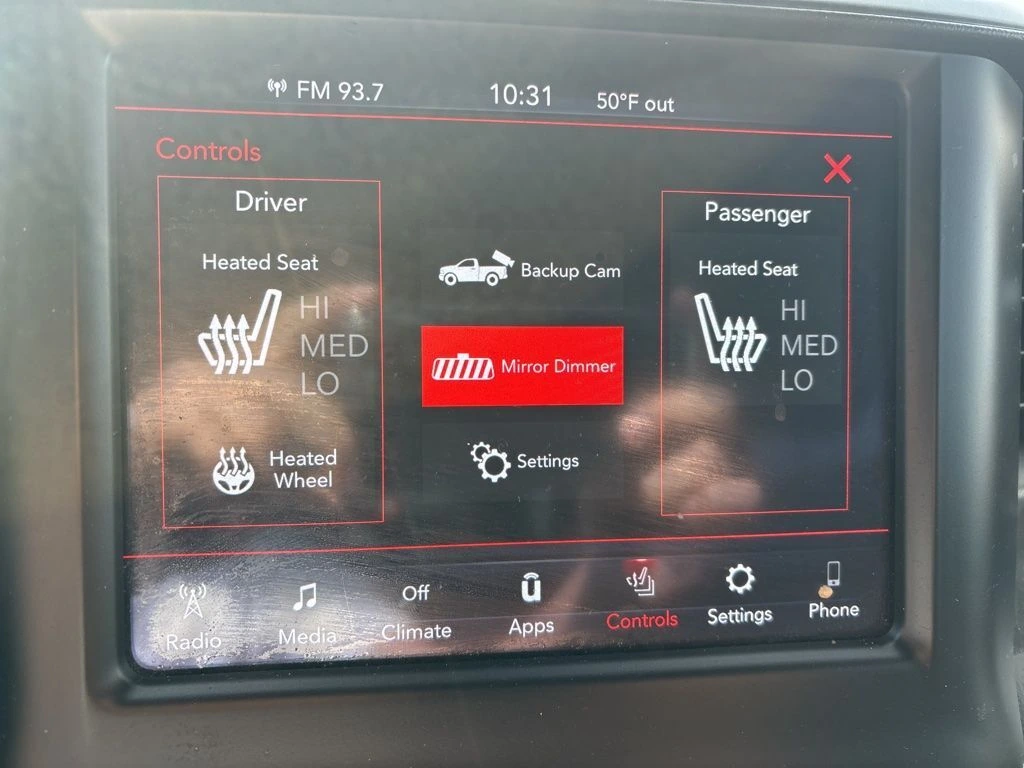 FM 93.7
10:31
50°F out
Controls
Driver
Heated Seat
HI
MED
LO
Heated
Wheel
Backup Cam
Mirror Dimmer
Settings
Passenger
Heated Seat
HI
MED
LO
Radio
Media
Off
Climate
Apps
Controls
Settings
Phone